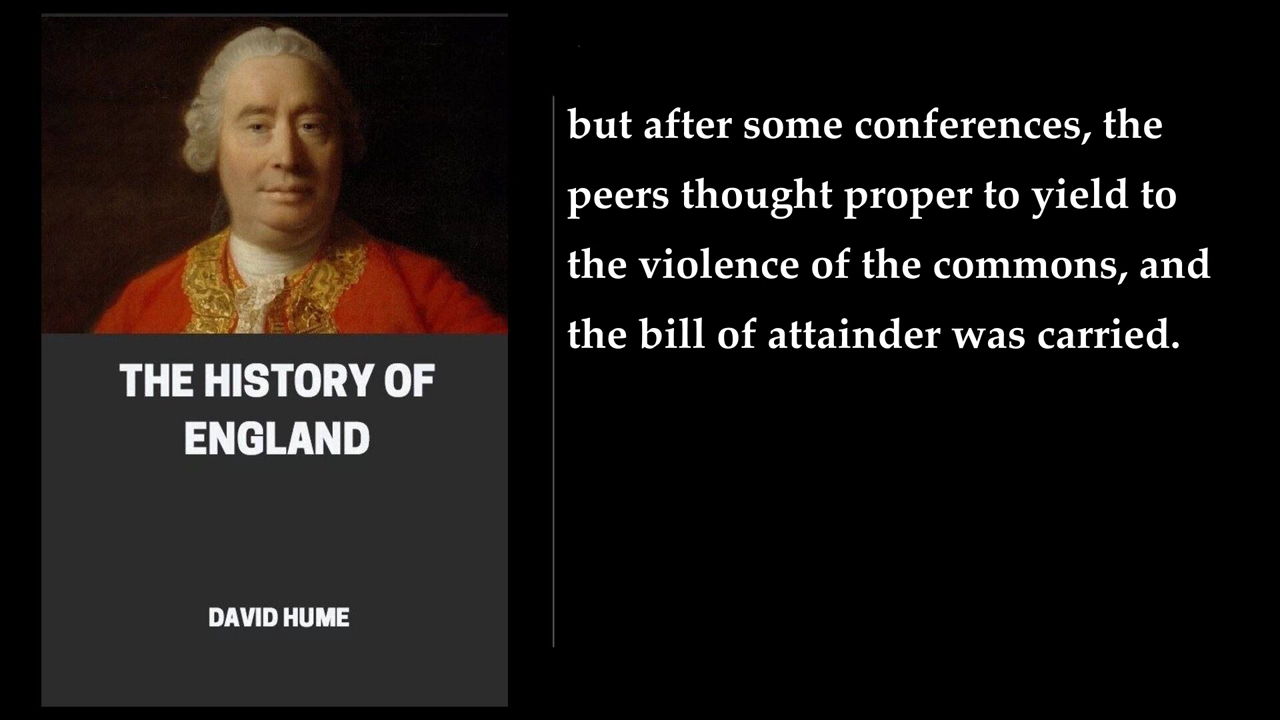 THE HISTORY OF
ENGLAND
DAVID HUME
but after some conferences, the
peers thought proper to yield to
the violence of the commons, and
the bill of attainder was carried.